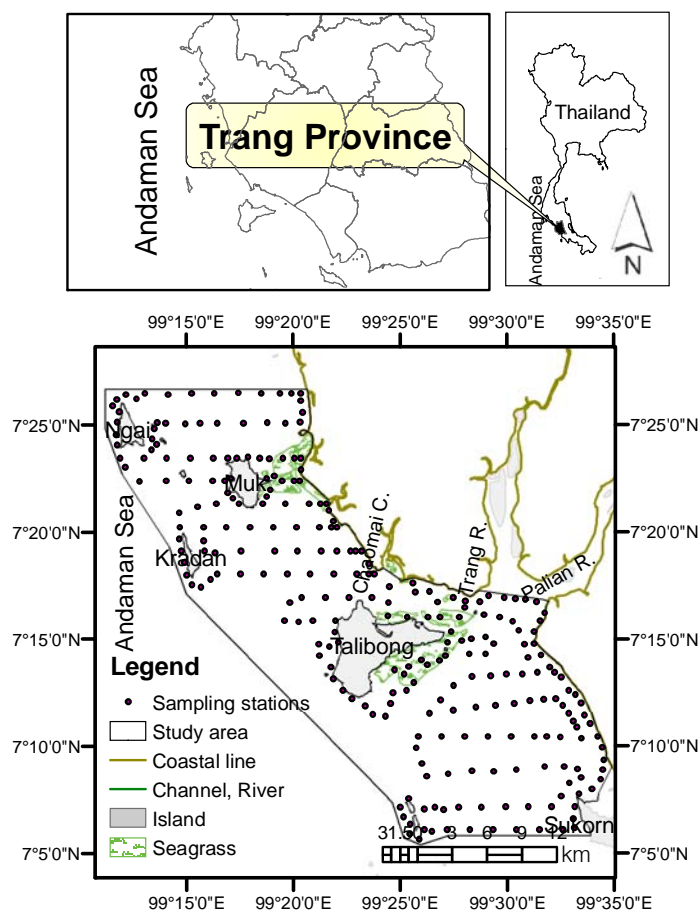 Andaman Sea
Trang Province
Thailand
Andaman Sea
N
99°15'0"E 99°20'0"E 99°25'0"E 99°30'0"E 99°35'0"E
7°25'0"N 7°25'0"N
Ngai
Muk
Andaman Sea
7°20'0"N 7°20'0"N
Kradan
Chaomai C.
Trang R.
Palian R.
7°15'0"N 7°15'0"N
Talibong
Legend
Sampling stations
Study area
7°10'0"N 7°10'0"N
Coastal line
Channel, River
Island
Seagrass
Sukorn
31.50 3 6 9 12
km
7°5'0"N 7°5'0"N
99°15'0"E 99°20'0"E 99°25'0"E 99°30'0"E 99°35'0"E